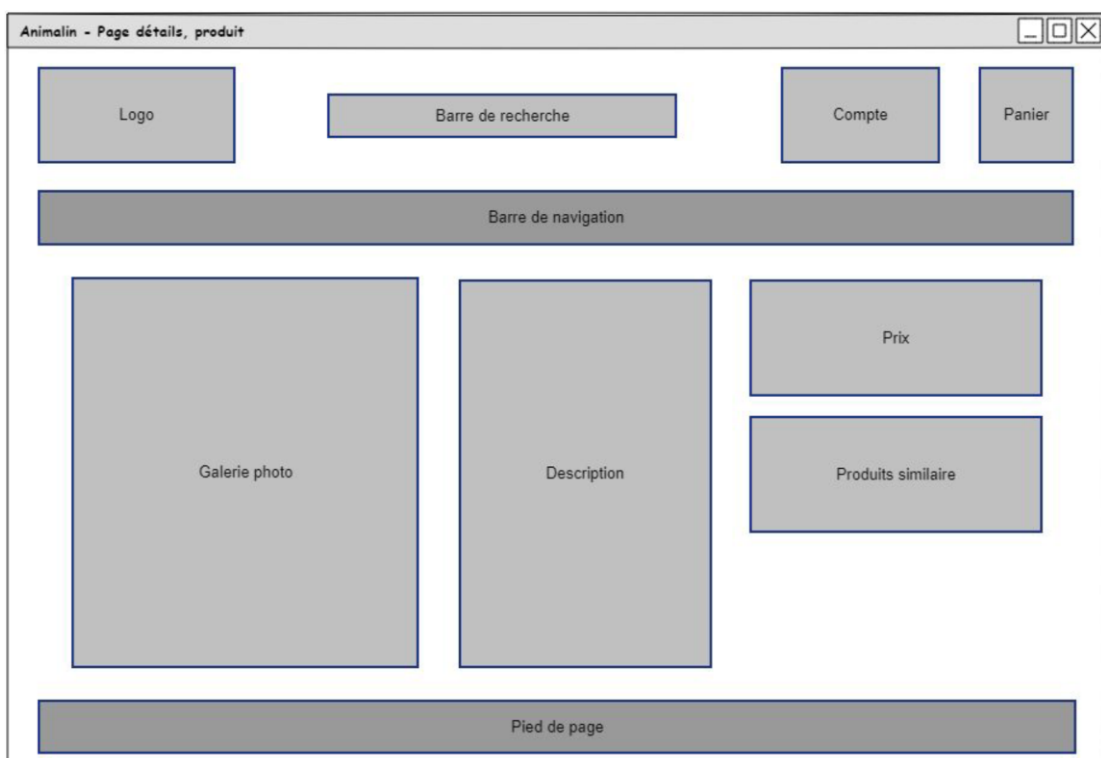 Animalin - Page détails, produit
Logo
Barre de recherche
Compte
Panier
Barre de navigation
Galerie photo
Description
Prix
Produits similaire
Pied de page